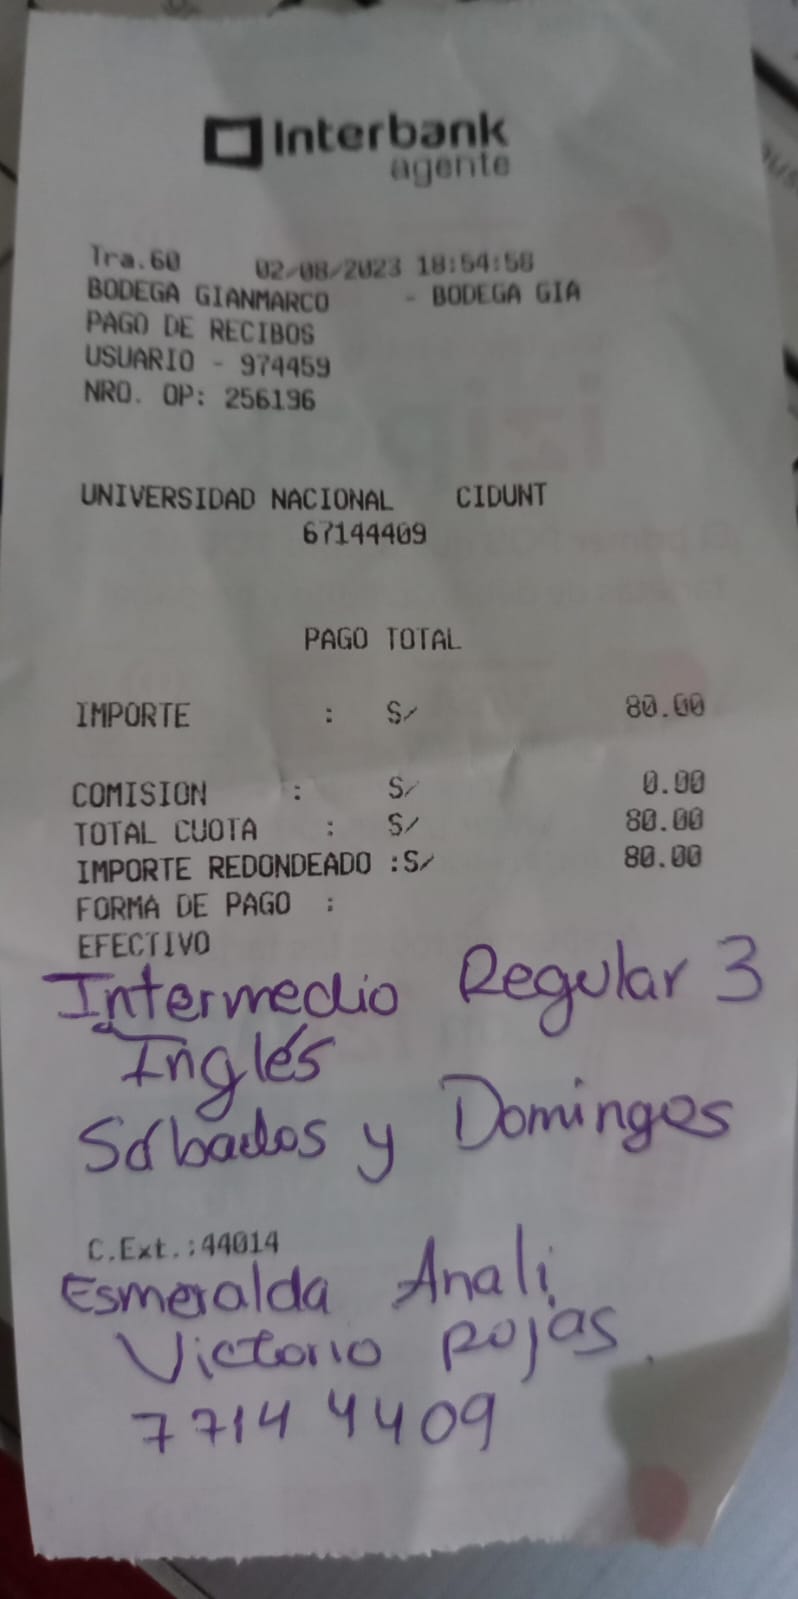 Interbank
agente
Tra.60 02/08/2023 18:54:56
BODEGA GIANMARCO - BODEGA GIA
PAGO DE RECIBOS
USUARIO - 974459
NRO. OP: 256196
UNIVERSIDAD NACIONAL CIDUNT
67144409
PAGO TOTAL
IMPORTE : S/ 80.00
COMISION : S/ 0.00
TOTAL CUOTA : S/ 80.00
IMPORTE REDONDEADO :S/ 80.00
FORMA DE PAGO :
EFECTIVO
Intermedio Regular 3
Inglés
Sábados y Domingos
C.Ext.:44014
Esmeralda Anali
Victorio Rojas.
77144409